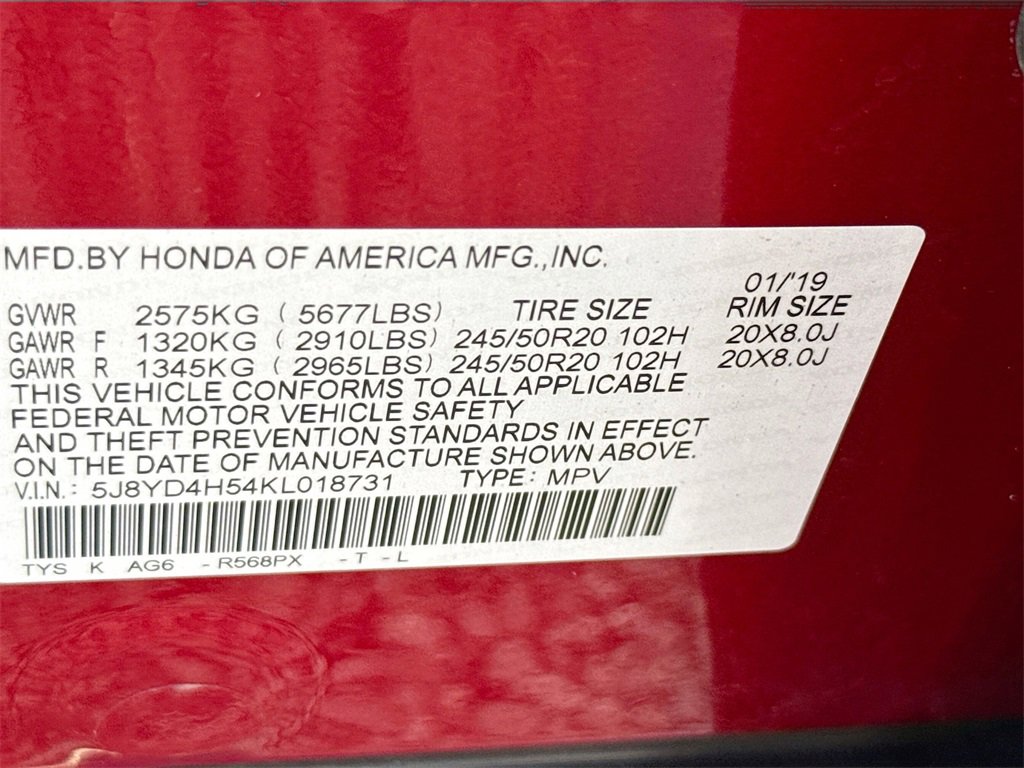 MFD.BY HONDA OF AMERICA MFG.,INC.
01/'19
GVWR 2575KG ( 5677LBS) TIRE SIZE RIM SIZE
GAWR F 1320KG ( 2910LBS) 245/50R20 102H 20X8.0J
GAWR R 1345KG ( 2965LBS) 245/50R20 102H 20X8.0J
THIS VEHICLE CONFORMS TO ALL APPLICABLE
FEDERAL MOTOR VEHICLE SAFETY
AND THEFT PREVENTION STANDARDS IN EFFECT
ON THE DATE OF MANUFACTURE SHOWN ABOVE.
V.I.N.: 5J8YD4H54KL018731 TYPE: MPV
TYS K AG6 - R568PX - T - L